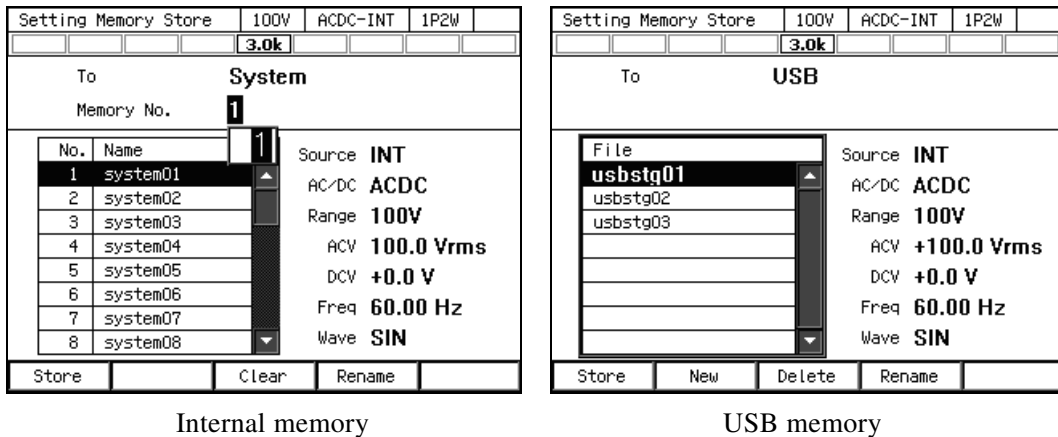 Setting Memory Store 100V ACDC-INT 1P2W
3.0k
To System
Memory No. 1
1
No. Name
1 system01
2 system02
3 system03
4 system04
5 system05
6 system06
7 system07
8 system08
Source INT
AC/DC ACDC
Range 100V
ACV 100.0 Vrms
DCV +0.0 V
Freq 60.00 Hz
Wave SIN
Store Clear Rename
Internal memory
Setting Memory Store 100V ACDC-INT 1P2W
3.0k
To USB
File
usbstg01
usbstg02
usbstg03
Source INT
AC/DC ACDC
Range 100V
ACV +100.0 Vrms
DCV +0.0 V
Freq 60.00 Hz
Wave SIN
Store New Delete Rename
USB memory